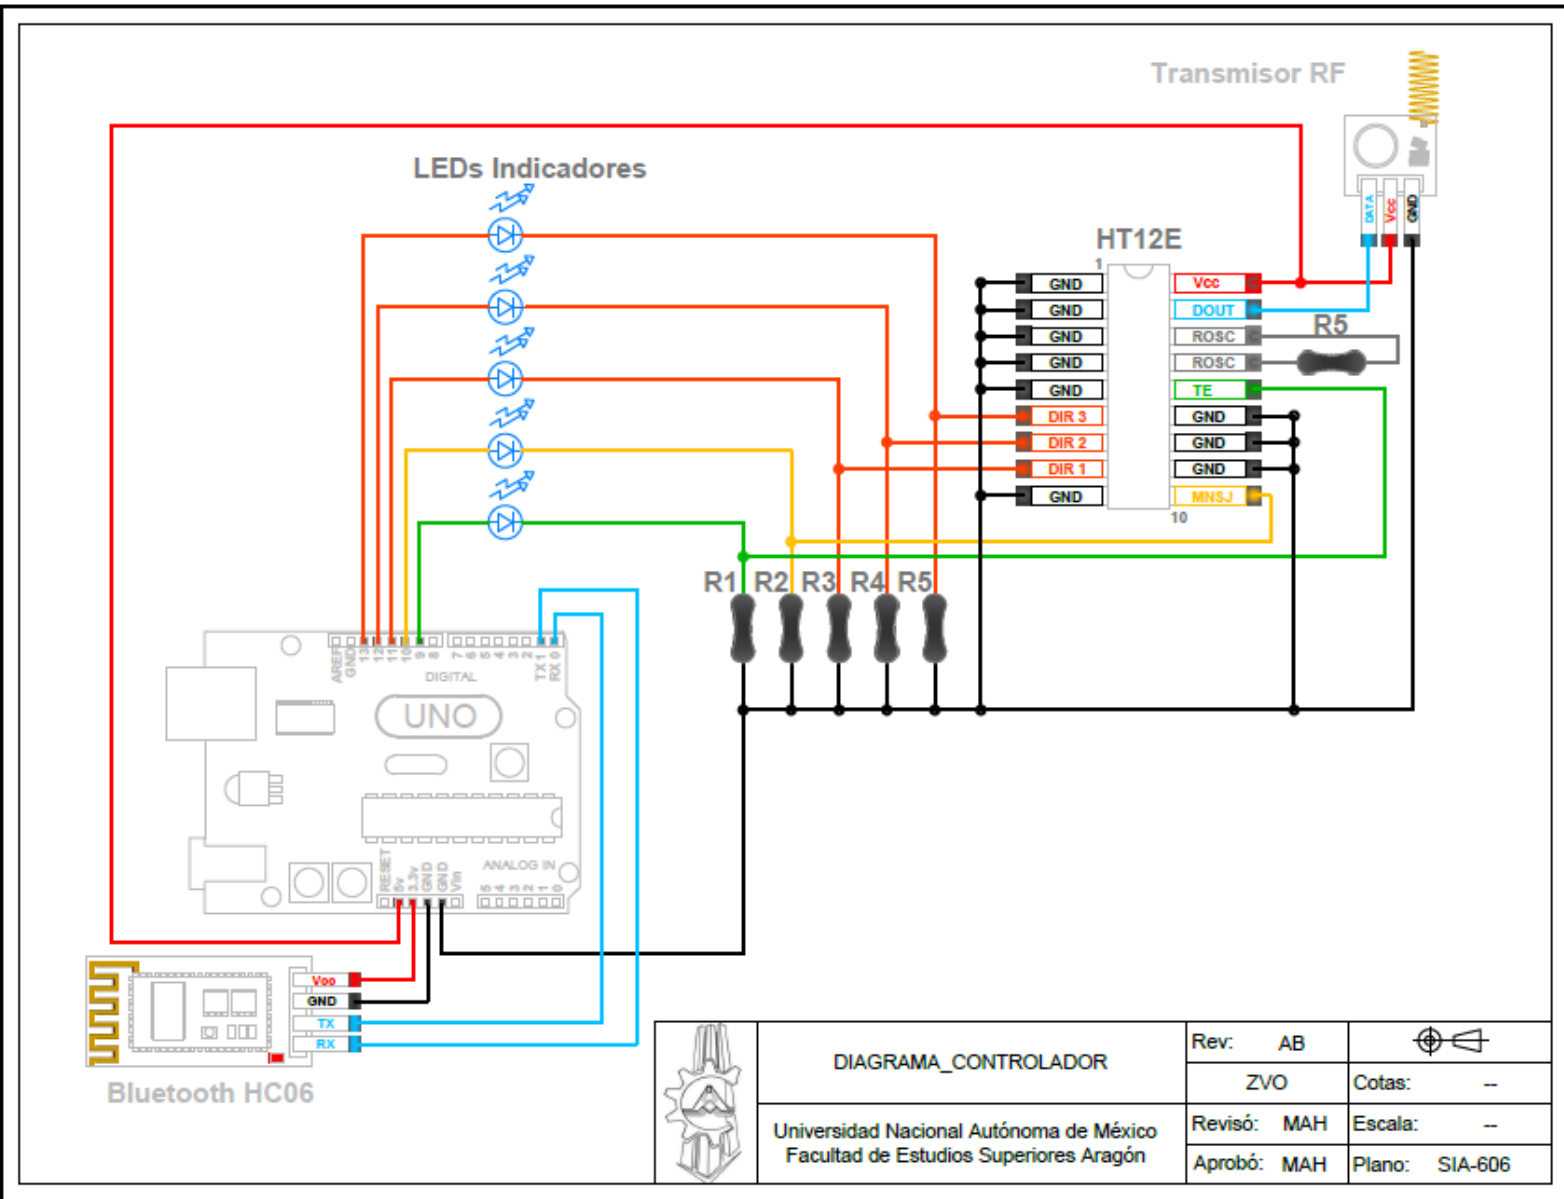 Transmisor RF
DATA
Vcc
GND
LEDs Indicadores
HT12E
1
GND
GND
GND
GND
GND
DIR 3
DIR 2
DIR 1
GND
Vcc
DOUT
ROSC
ROSC
TE
GND
GND
GND
MNSJ
10
R5
R1 R2 R3 R4 R5
AREF
GND
13
12
11
10
9
8
7
6
5
4
3
2
TX 1
RX 0
DIGITAL
UNO
ANALOG IN
RESET
5v
3.3v
GND
GND
Vin
5
4
3
2
1
0
GND
TX
RX
Bluetooth HC06
DIAGRAMA_CONTROLADOR
Universidad Nacional Autónoma de México
Facultad de Estudios Superiores Aragón
Rev: AB
ZVO
Cotas: --
Revisó: MAH
Escala: --
Aprobó: MAH
Plano: SIA-606